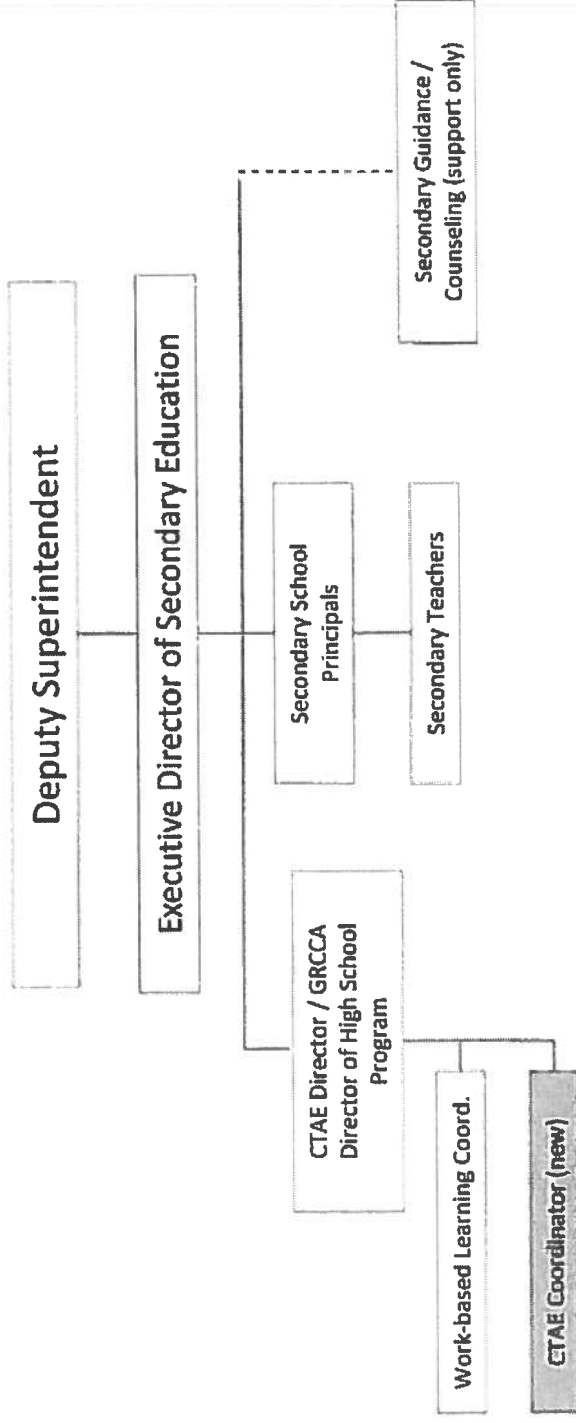 Deputy Superintendent
Executive Director of Secondary Education
CTAE Director / GRCCA
Director of High School
Program
Secondary School
Principals
Secondary Guidance /
Counseling (support only)
Work-based Learning Coord.
Secondary Teachers
CTAE Coordinator (new)